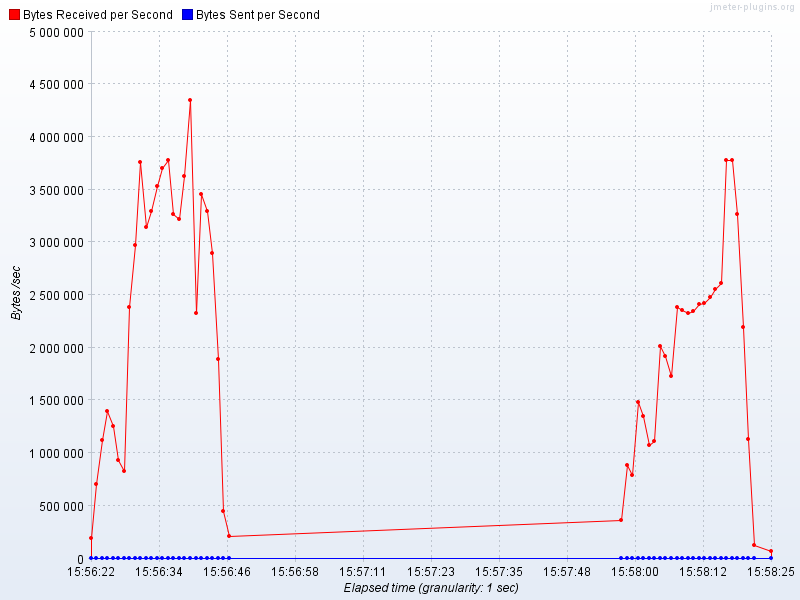 jmeter-plugins.org
Bytes Received per Second Bytes Sent per Second
5 000 000
4 500 000
4 000 000
3 500 000
3 000 000
2 500 000
2 000 000
1 500 000
1 000 000
500 000
0
Bytes /sec
15:56:22 15:56:34 15:56:46 15:56:58 15:57:11 15:57:23 15:57:35 15:57:48 15:58:00 15:58:12 15:58:25
Elapsed time (granularity: 1 sec)